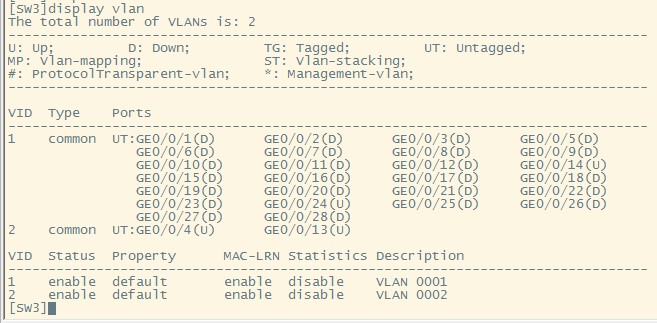 [SW3]display vlan
The total number of VLANs is: 2
--------------------------------------------------------------------------------
U: Up;         D: Down;         TG: Tagged;         UT: Untagged;
MP: Vlan-mapping;               ST: Vlan-stacking;
#: ProtocolTransparent-vlan;    *: Management-vlan;
--------------------------------------------------------------------------------
VID  Type    Ports
--------------------------------------------------------------------------------
1    common  UT:GE0/0/1(D)      GE0/0/2(D)      GE0/0/3(D)      GE0/0/5(D)
                GE0/0/6(D)      GE0/0/7(D)      GE0/0/8(D)      GE0/0/9(D)
                GE0/0/10(D)     GE0/0/11(D)     GE0/0/12(D)     GE0/0/14(U)
                GE0/0/15(D)     GE0/0/16(D)     GE0/0/17(D)     GE0/0/18(D)
                GE0/0/19(D)     GE0/0/20(D)     GE0/0/21(D)     GE0/0/22(D)
                GE0/0/23(D)     GE0/0/24(U)     GE0/0/25(D)     GE0/0/26(D)
                GE0/0/27(D)     GE0/0/28(D)
2    common  UT:GE0/0/4(U)      GE0/0/13(U)
VID  Status  Property      MAC-LRN Statistics Description
--------------------------------------------------------------------------------
1    enable  default       enable  disable    VLAN 0001
2    enable  default       enable  disable    VLAN 0002
[SW3]